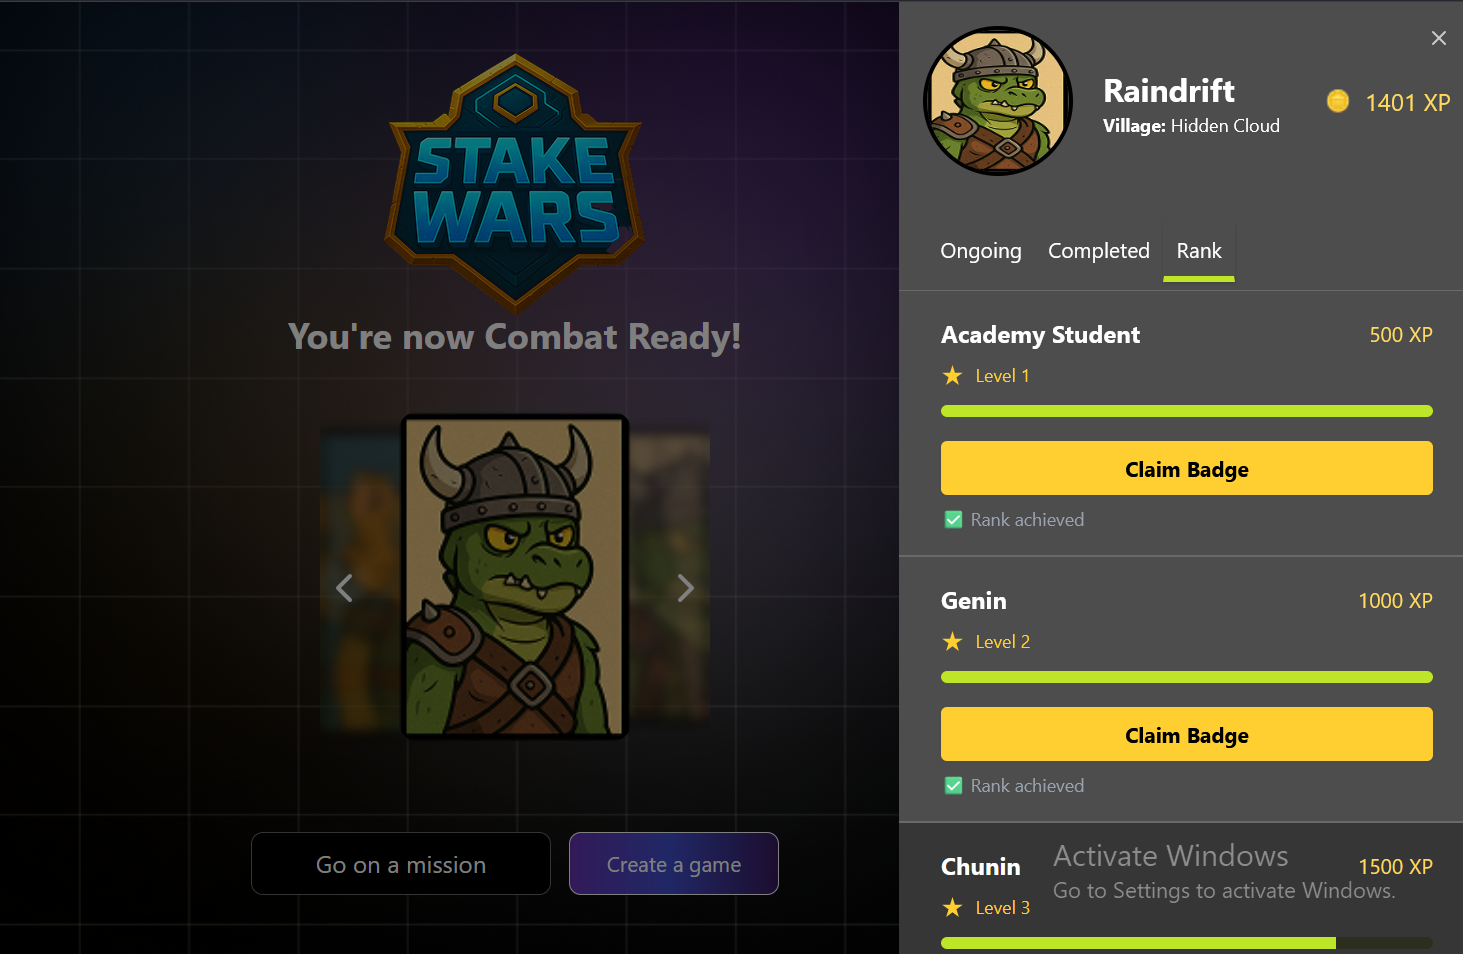 STAKE
WARS
You're now Combat Ready!
Go on a mission
Create a game
Raindrift
Village: Hidden Cloud
1401 XP
Ongoing
Completed
Rank
Academy Student
500 XP
Level 1
Claim Badge
Rank achieved
Genin
1000 XP
Level 2
Claim Badge
Rank achieved
Chunin
1500 XP
Level 3
Activate Windows
Go to Settings to activate Windows.